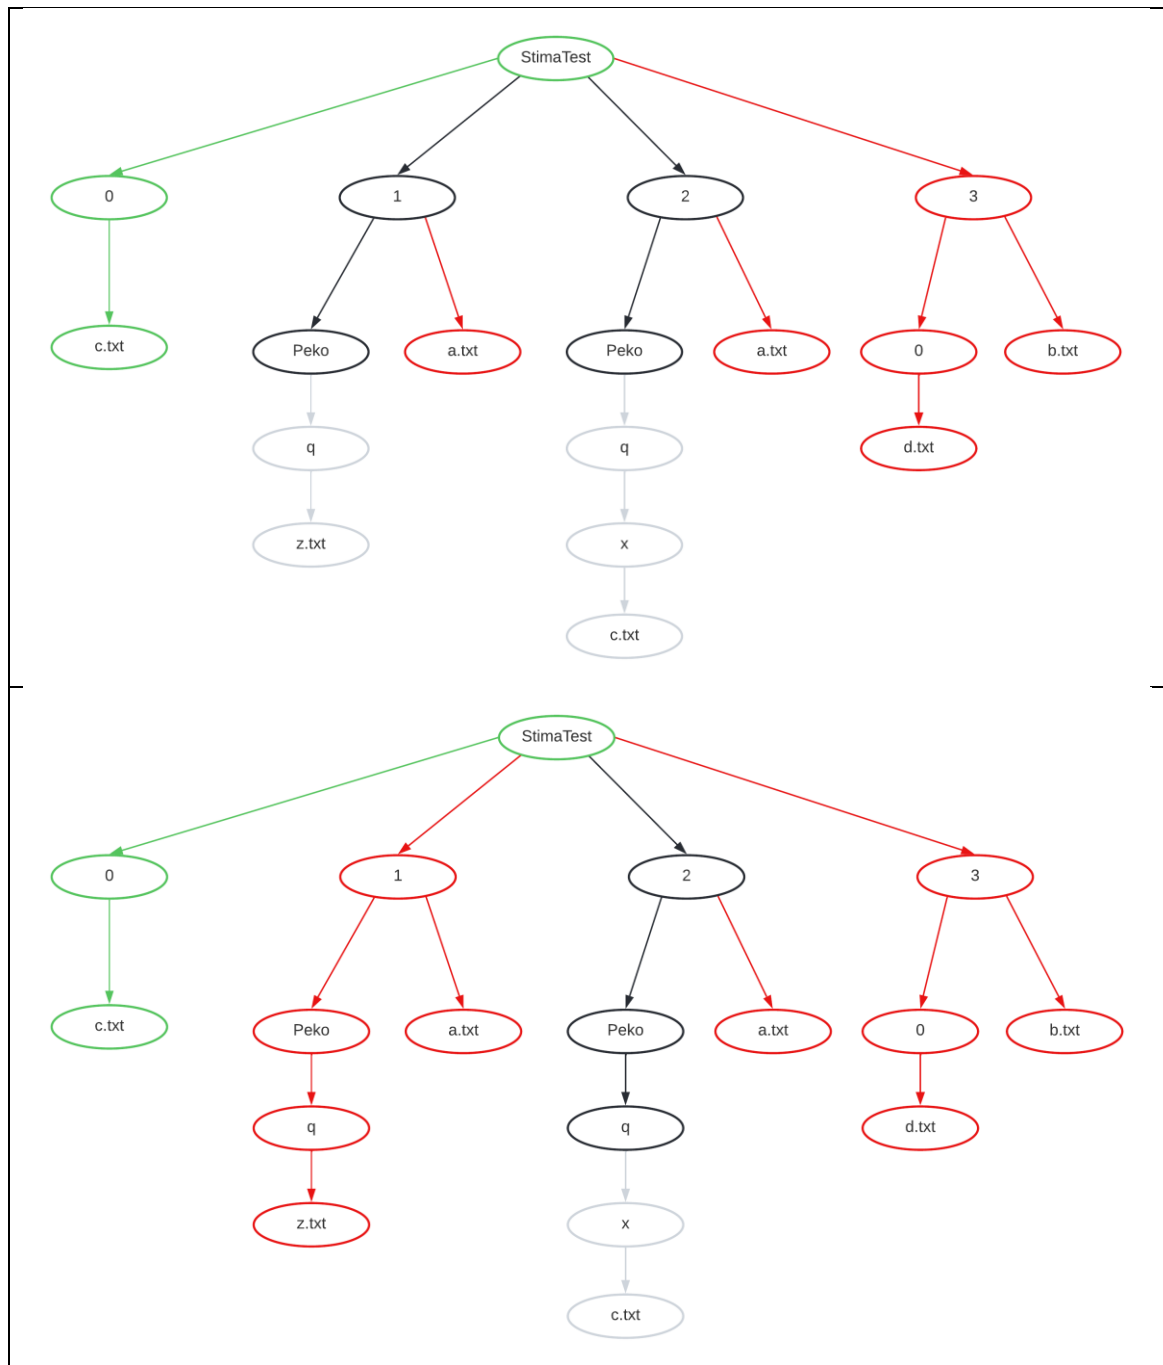 StimaTest
0 1 2 3
c.txt Peko a.txt Peko a.txt 0 b.txt
q q d.txt
z.txt x
c.txt
StimaTest
0 1 2 3
c.txt Peko a.txt Peko a.txt 0 b.txt
q q d.txt
z.txt x
c.txt